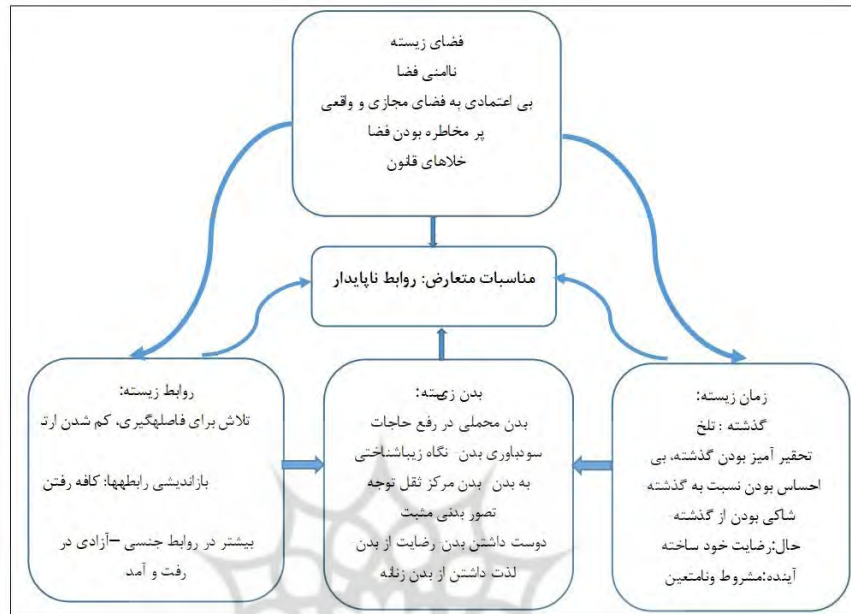 فضای زیسته
ناامنی فضا
بی اعتمادی به فضای مجازی و واقعی
پر مخاطره بودن فضا
خلاهای قانون
مناسبات متعارض: روابط ناپایدار
زمان زیسته:
گذشته : تلخ
تحقیر آمیز بودن گذشته، بی
احساس بودن نسبت به گذشته
شاکی بودن از گذشته
حال:رضایت خود ساخته
آینده:مشروط ونامتعین
بدن زیسته:
بدن محملی در رفع حاجات
سودباوری بدن- نگاه زیباشناختی
به بدن- بدن مرکز ثقل توجه
تصور بدنی مثبت
دوست داشتن بدن- رضایت از بدن
لذت داشتن از بدن زنانه
روابط زیسته:
تلاش برای فاصلهگیری، کم شدن ارتـ
بازاندیشی رابطهها: کافه رفتن
بیشتر در روابط جنسی –آزادی در
رفت و آمد